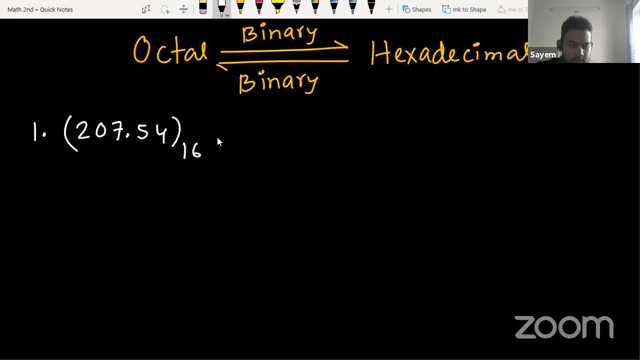 Math 2nd » Quick Notes
Shapes
Ink to Shape
Binary
Octal Hexadecimal
Binary
Sayem
1. (207.54)₁₆
zoom